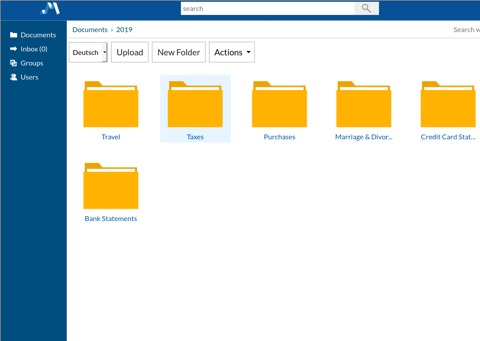 search
Documents
Inbox (0)
Groups
Users
Documents › 2019
Search w
Deutsch
Upload
New Folder
Actions
Travel
Taxes
Purchases
Marriage & Divor...
Credit Card Stat...
Bank Statements